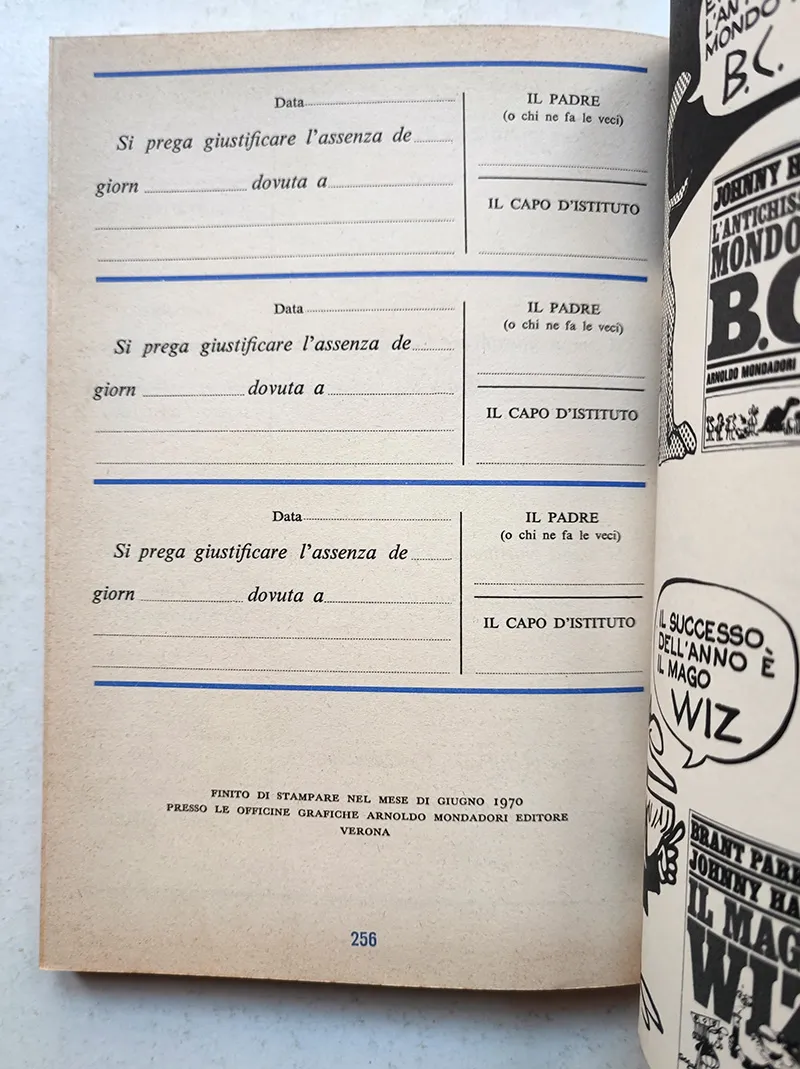 Data
IL PADRE
(o chi ne fa le veci)
Si prega giustificare l'assenza de
giorn dovuta a
IL CAPO D'ISTITUTO
Data
IL PADRE
(o chi ne fa le veci)
Si prega giustificare l'assenza de
giorn dovuta a
IL CAPO D'ISTITUTO
Data
IL PADRE
(o chi ne fa le veci)
Si prega giustificare l'assenza de
giorn dovuta a
IL CAPO D'ISTITUTO
FINITO DI STAMPARE NEL MESE DI GIUGNO 1970
PRESSO LE OFFICINE GRAFICHE ARNOLDO MONDADORI EDITORE
VERONA
256
MONDO
B.C.
JOHNNY
MONDO
B.C
ARNOLDO MONDADORI
IL SUCCESSO
DELL'ANNO È
IL MAGO
WIZ
BRANT
JOHNNY
IL